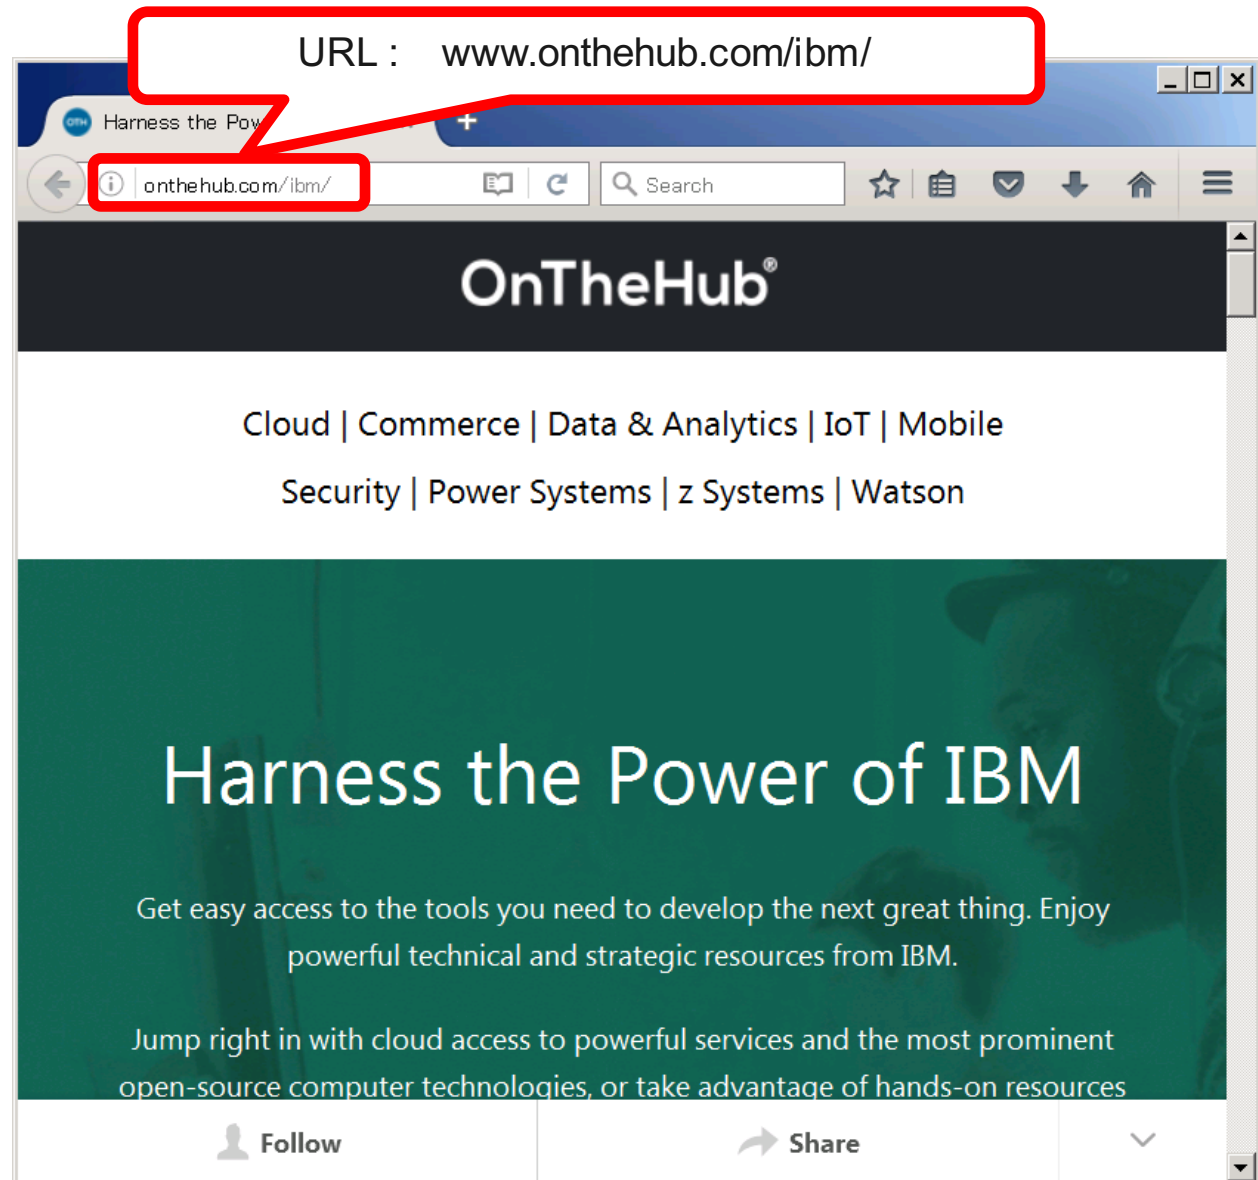 URL : www.onthehub.com/ibm/
OTH Harness the Pow
onthehub.com/ibm/
Search
OnTheHub®
Cloud | Commerce | Data & Analytics | IoT | Mobile
Security | Power Systems | z Systems | Watson
Harness the Power of IBM
Get easy access to the tools you need to develop the next great thing. Enjoy
powerful technical and strategic resources from IBM.
Jump right in with cloud access to powerful services and the most prominent
open-source computer technologies, or take advantage of hands-on resources
Follow
Share